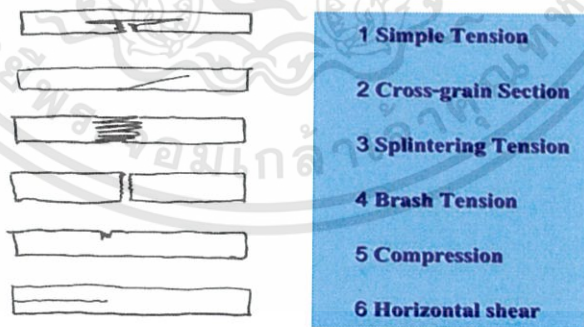 1 Simple Tension
2 Cross-grain Section
3 Splintering Tension
4 Brash Tension
5 Compression
6 Horizontal shear